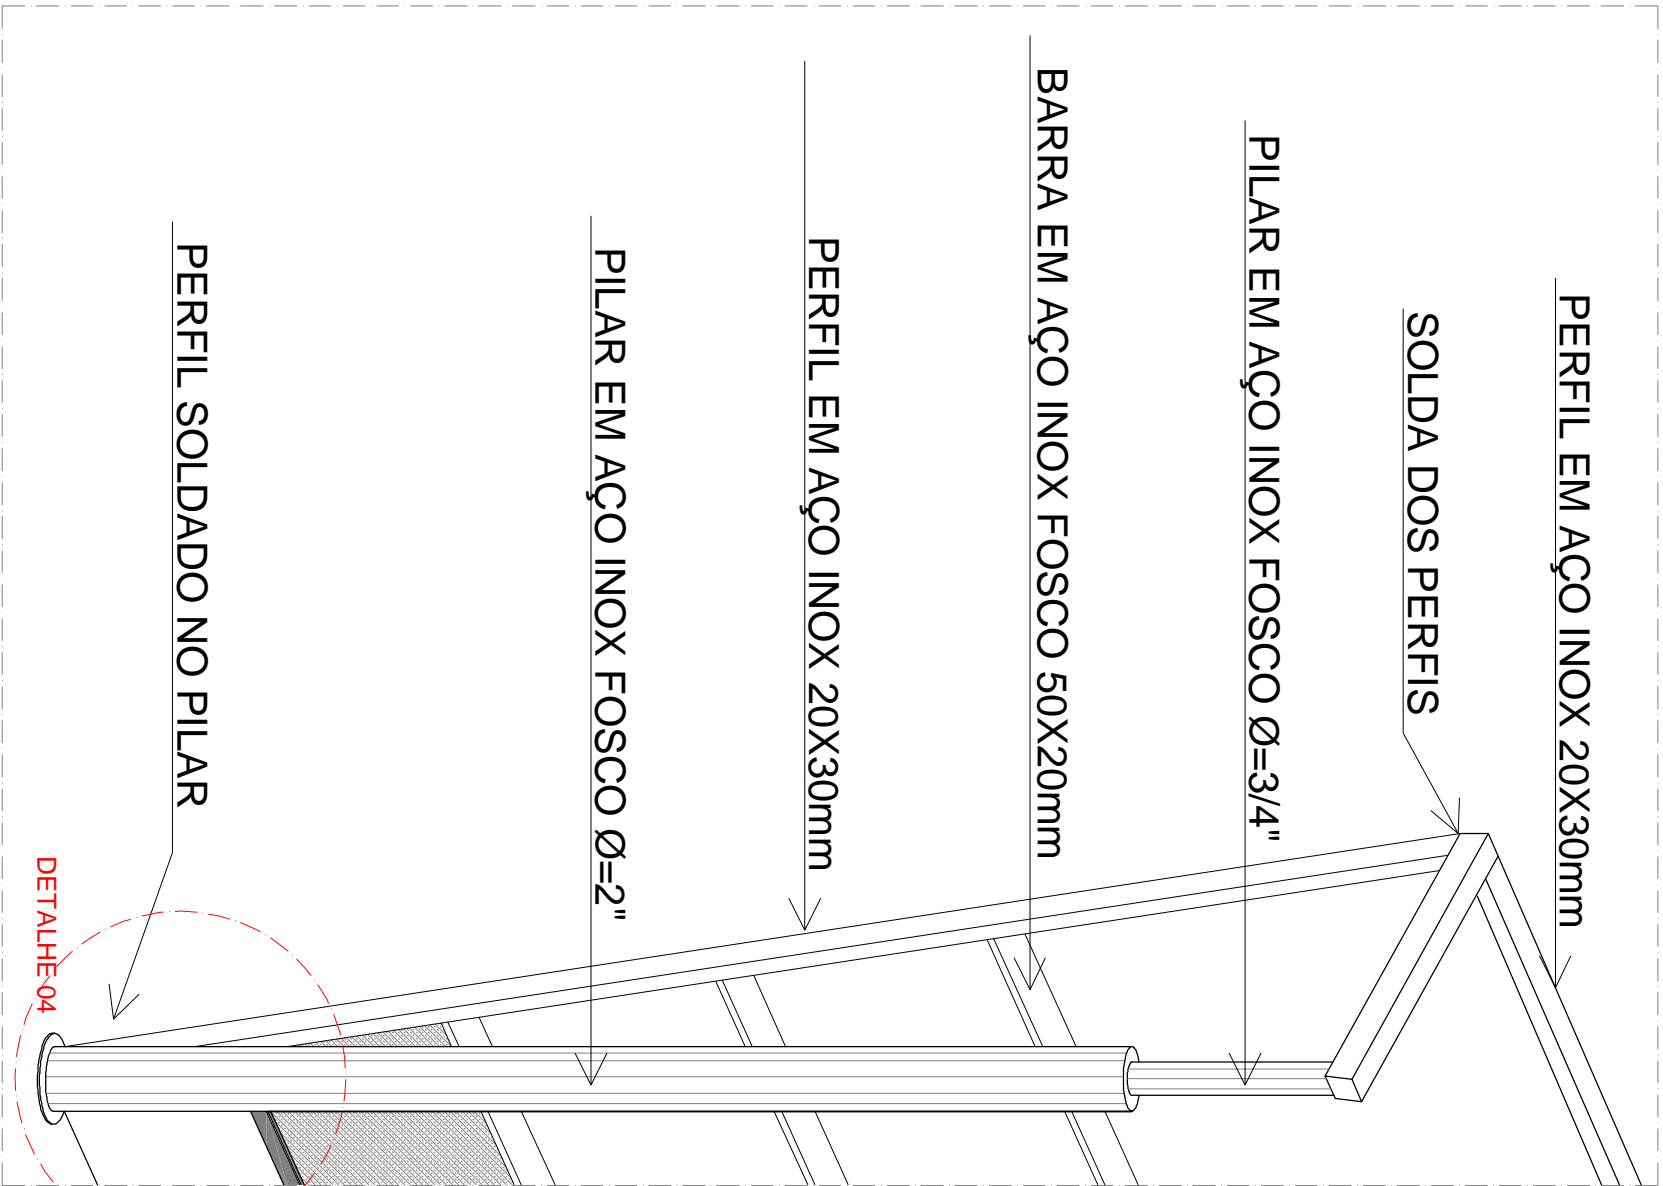 PERFIL EM AÇO INOX 20X30mm
SOLDA DOS PERFIS
PILAR EM AÇO INOX FOSCO Ø=3/4"
BARRA EM AÇO INOX FOSCO 50X20mm
PERFIL EM AÇO INOX 20X30mm
PILAR EM AÇO INOX FOSCO Ø=2"
PERFIL SOLDADO NO PILAR
DETALHE 04